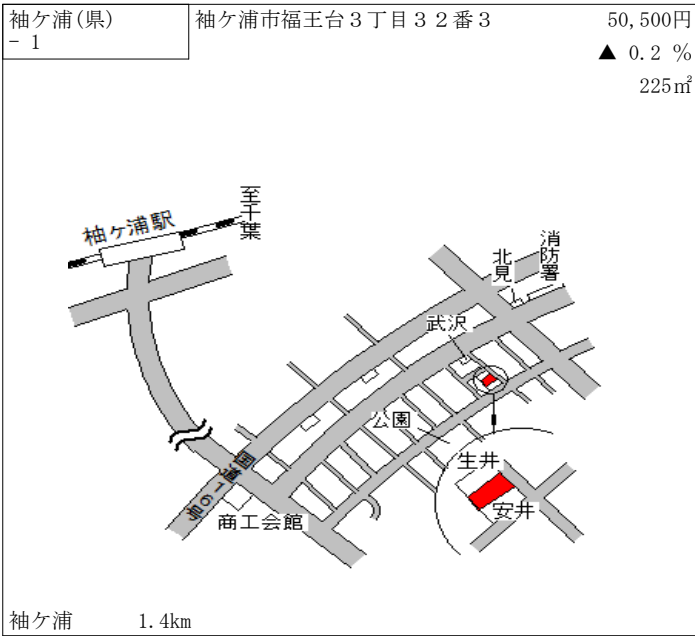 袖ケ浦(県)
－1
袖ケ浦市福王台３丁目３２番３
50,500円
▲ 0.2 %
225㎡
至千葉
袖ヶ浦駅
消防署
北見
武沢
公園
生井
安井
国道16号
商工会館
袖ケ浦 1.4km